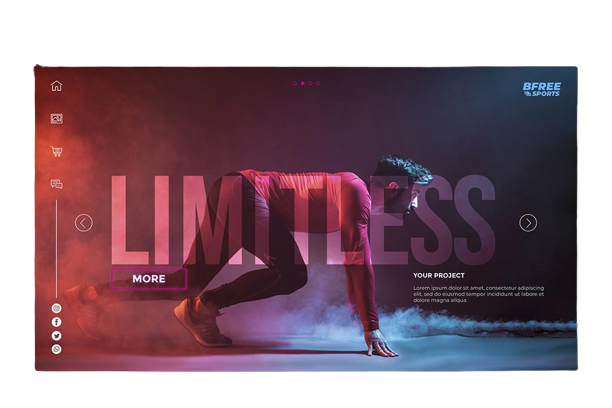 BFREE
SPORTS
LIMITLESS
MORE
YOUR PROJECT
Lorem ipsum dolor sit amet, consectetur adipiscing
elit, sed do eiusmod tempor incididunt ut labore et
dolore magna aliqua.